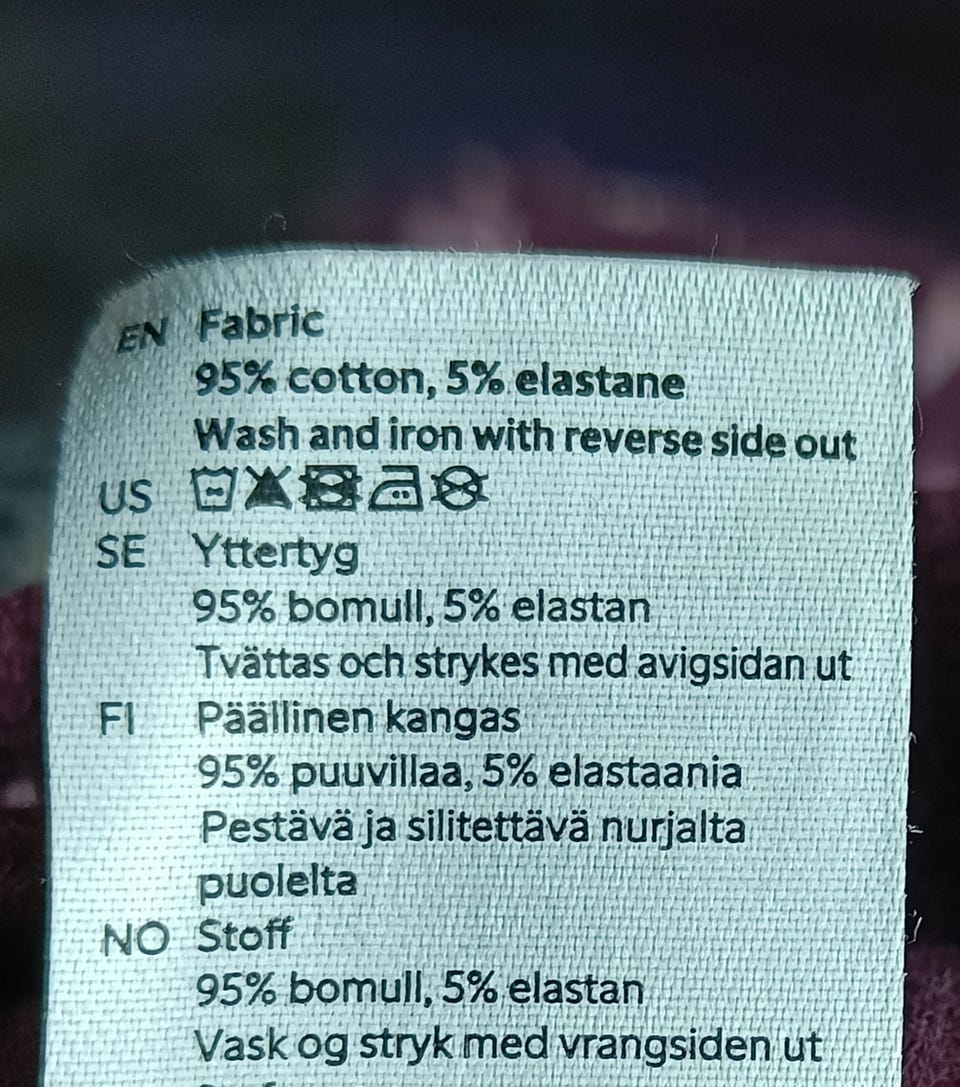 EN Fabric
95% cotton, 5% elastane
Wash and iron with reverse side out
US
SE Yttertyg
95% bomull, 5% elastan
Tvättas och strykes med avigsidan ut
FI Päällinen kangas
95% puuvillaa, 5% elastaania
Pestävä ja silitettävä nurjalta
puolelta
NO Stoff
95% bomull, 5% elastan
Vask og stryk med vrangsiden ut